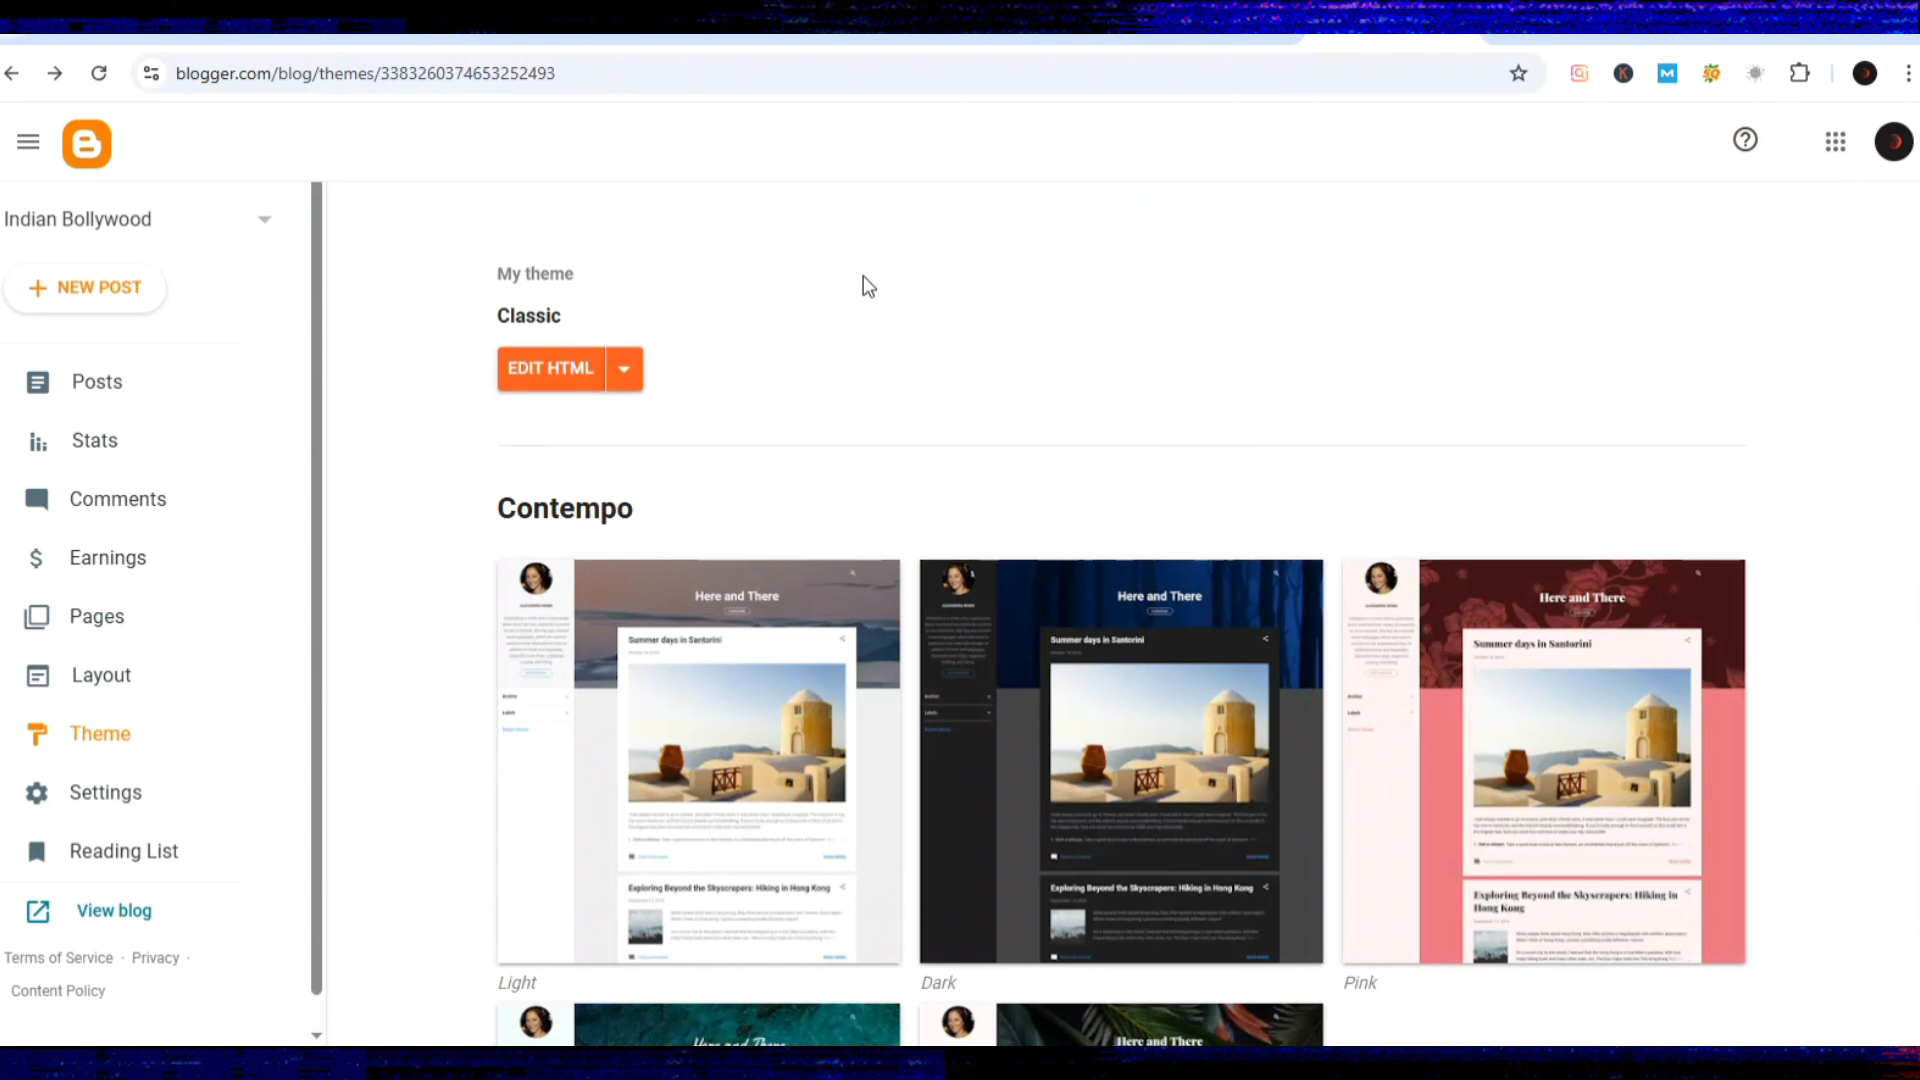 blogger.com/blog/themes/3383260374653252493
Indian Bollywood
NEW POST
Posts
Stats
Comments
Earnings
Pages
Layout
Theme
Settings
Reading List
View blog
Terms of Service · Privacy ·
Content Policy
My theme
Classic
EDIT HTML
Contempo
Here and There
Summer days in Santorini
Exploring Beyond the Skyscrapers: Hiking in Hong Kong
Light
Here and There
Summer days in Santorini
Exploring Beyond the Skyscrapers: Hiking in Hong Kong
Dark
Here and There
Summer days in Santorini
Exploring Beyond the Skyscrapers: Hiking in
Hong Kong
Pink
Here and There
Here and There